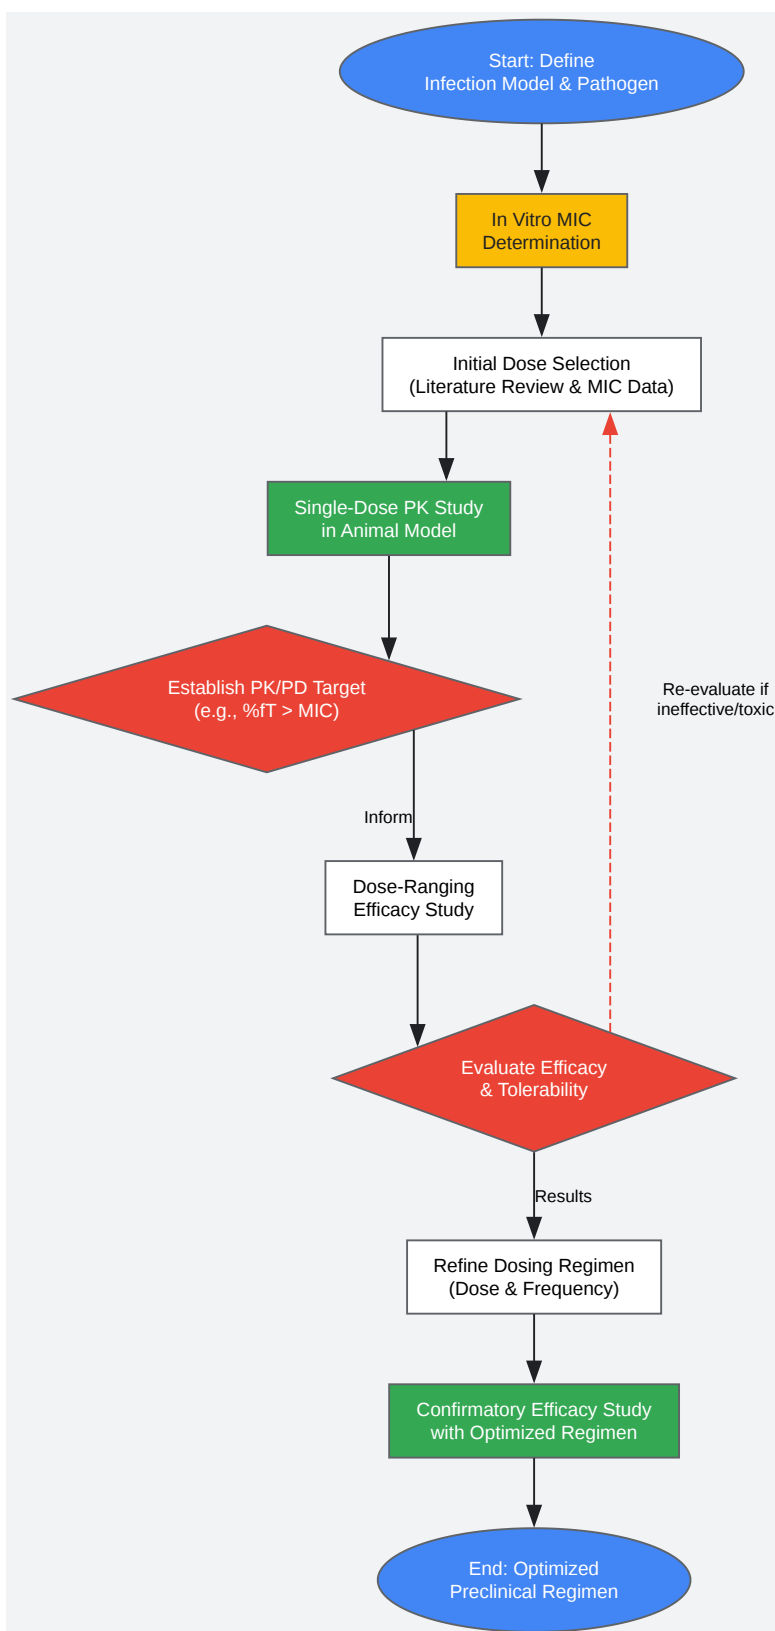 Start: Define
Infection Model & Pathogen
In Vitro MIC
Determination
Initial Dose Selection
(Literature Review & MIC Data)
Single-Dose PK Study
in Animal Model
Establish PK/PD Target
(e.g., %fT > MIC)
Re-evaluate if
ineffective/toxic
Inform
Dose-Ranging
Efficacy Study
Evaluate Efficacy
& Tolerability
Results
Refine Dosing Regimen
(Dose & Frequency)
Confirmatory Efficacy Study
with Optimized Regimen
End: Optimized
Preclinical Regimen